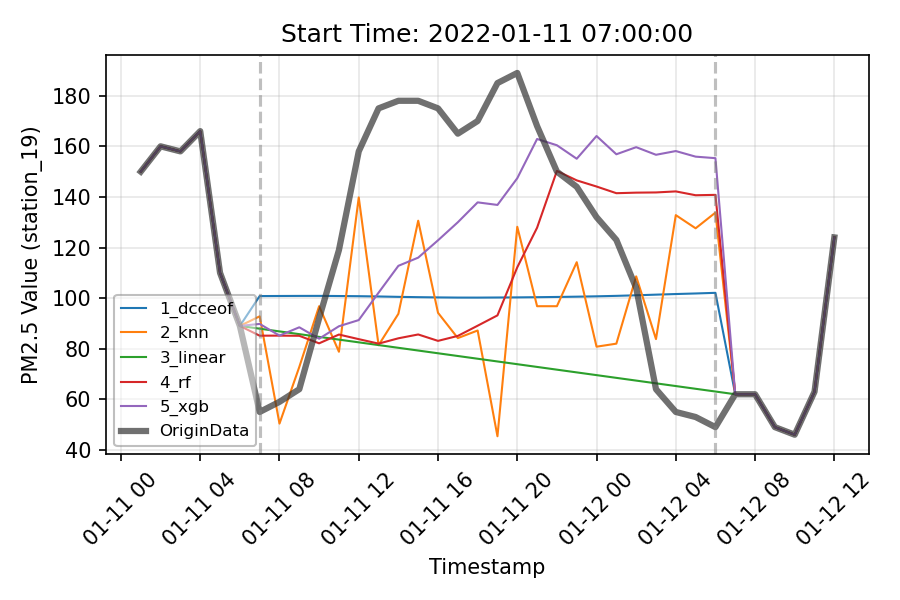 Start Time: 2022-01-11 07:00:00
PM2.5 Value (station_19)
180
160
140
120
100
80
60
40
1_dcceof
2_knn
3_linear
4_rf
5_xgb
OriginData
01-11 00
01-11 04
01-11 08
01-11 12
01-11 16
01-11 20
01-12 00
01-12 04
01-12 08
01-12 12
Timestamp